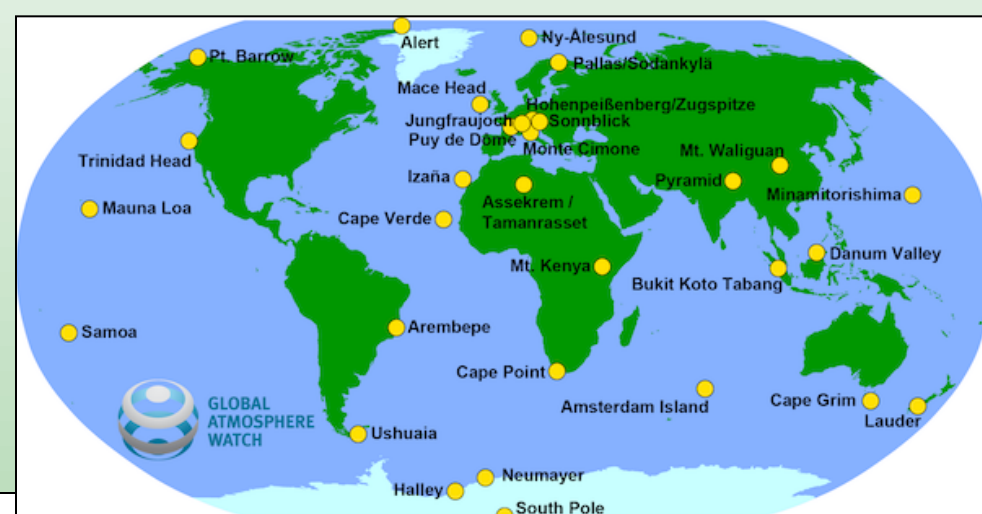 Alert
Ny-Ålesund
Pt. Barrow
Pallas/Sodankylä
Mace Head
Hohenpeißenberg/Zugspitze
Jungfraujoch
Sonnblick
Puy de Dôme
Monte Cimone
Trinidad Head
Mt. Waliguan
Izaña
Pyramid
Minamitorishima
Mauna Loa
Assekrem /
Tamanrasset
Cape Verde
Danum Valley
Mt. Kenya
Bukit Koto Tabang
Samoa
Arembepe
Cape Point
Amsterdam Island
Cape Grim
Lauder
GLOBAL
ATMOSPHERE
WATCH
Ushuaia
Neumayer
Halley
South Pole